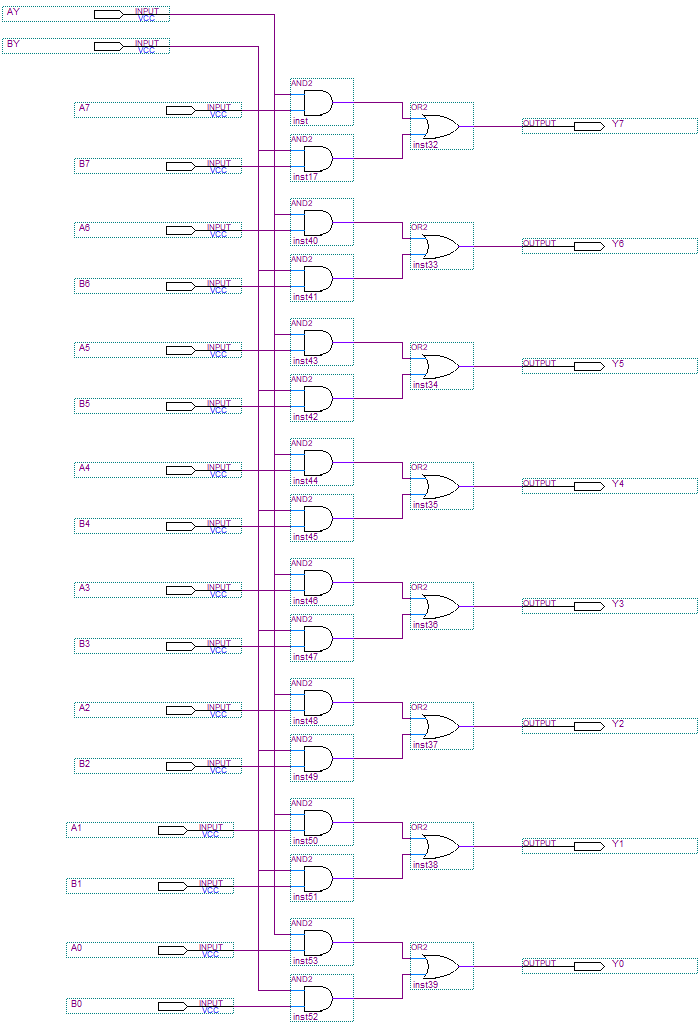 AY INPUT VCC
BY INPUT VCC
AND2
A7 INPUT VCC inst
OR2
OUTPUT Y7
AND2
inst32
B7 INPUT VCC inst17
AND2
A6 INPUT VCC inst40
OR2
OUTPUT Y6
AND2
inst33
B6 INPUT VCC inst41
AND2
A5 INPUT VCC inst43
OR2
OUTPUT Y5
AND2
inst34
B5 INPUT VCC inst42
AND2
A4 INPUT VCC inst44
OR2
OUTPUT Y4
AND2
inst35
B4 INPUT VCC inst45
AND2
A3 INPUT VCC inst46
OR2
OUTPUT Y3
AND2
inst36
B3 INPUT VCC inst47
AND2
A2 INPUT VCC inst48
OR2
OUTPUT Y2
AND2
inst37
B2 INPUT VCC inst49
AND2
A1 INPUT VCC inst50
OR2
OUTPUT Y1
AND2
inst38
B1 INPUT VCC inst51
AND2
A0 INPUT VCC inst53
OR2
OUTPUT Y0
AND2
inst39
B0 INPUT VCC inst52